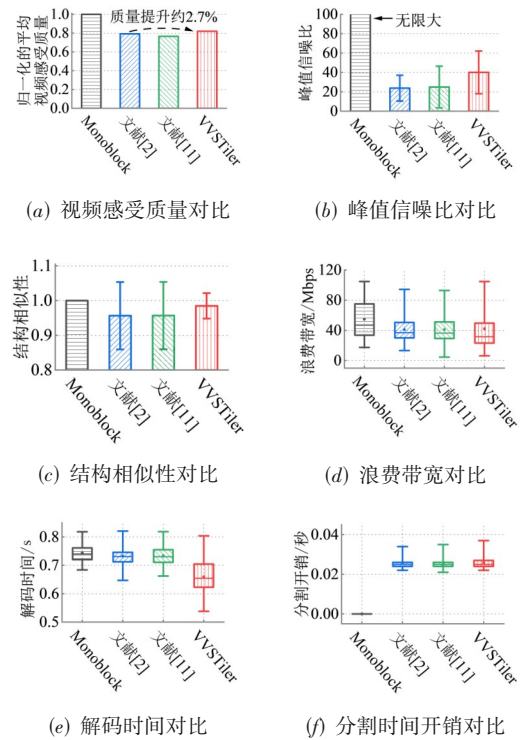 归一化的平均
视频感受质量
1.0
0.8
0.6
0.4
0.2
0.0
质量提升约2.7%
Monoblock
文献[2]
文献[11]
VVSTiler
(a) 视频感受质量对比
峰值信噪比
100
80
60
40
20
0
无限大
Monoblock
文献[2]
文献[11]
VVSTiler
(b) 峰值信噪比对比
结构相似性
1.1
1.0
0.9
0.8
Monoblock
文献[2]
文献[11]
VVSTiler
(c) 结构相似性对比
浪费带宽/Mbps
120
80
40
0
Monoblock
文献[2]
文献[11]
VVSTiler
(d) 浪费带宽对比
解码时间/s
0.8
0.7
0.6
0.5
Monoblock
文献[2]
文献[11]
VVSTiler
(e) 解码时间对比
分割开销/秒
0.04
0.02
0.00
Monoblock
文献[2]
文献[11]
VVSTiler
(f) 分割时间开销对比